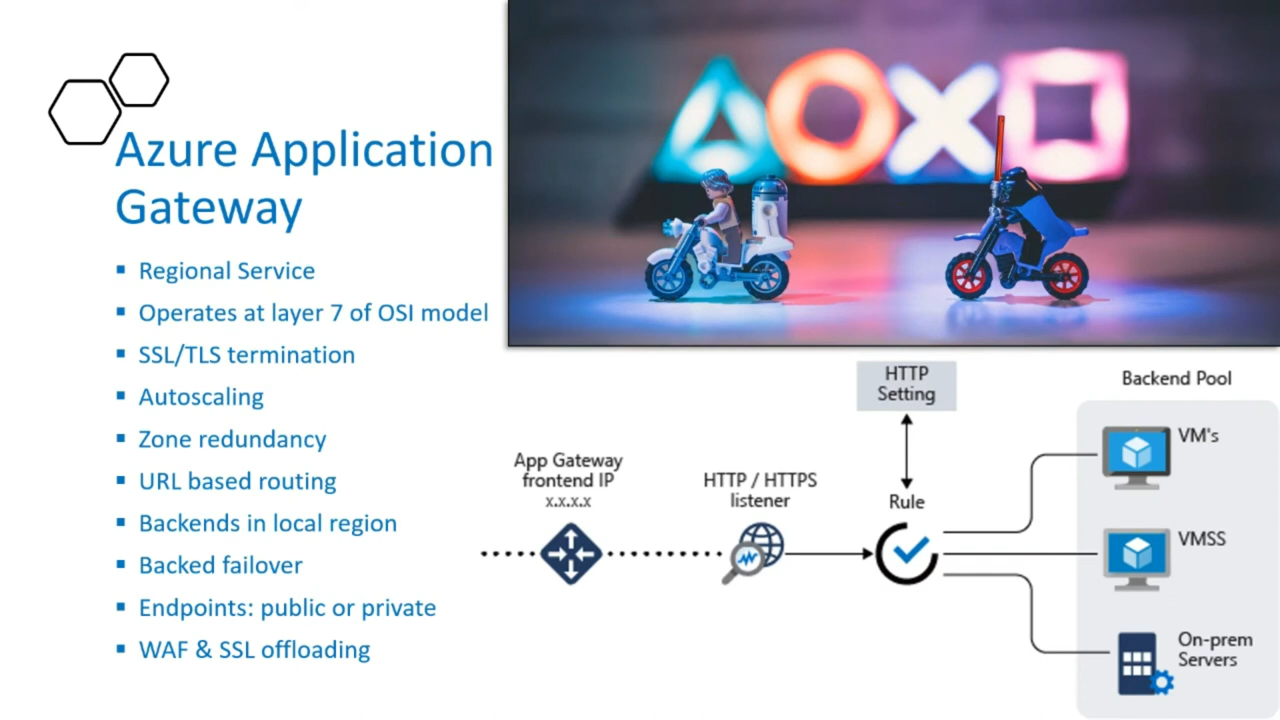 Azure Application
Gateway
Regional Service
Operates at layer 7 of OSI model
SSL/TLS termination
Autoscaling
Zone redundancy
URL based routing
Backends in local region
Backed failover
Endpoints: public or private
WAF & SSL offloading
App Gateway
frontend IP
x.x.x.x
HTTP / HTTPS
listener
HTTP
Setting
Rule
Backend Pool
VM's
VMSS
On-prem
Servers